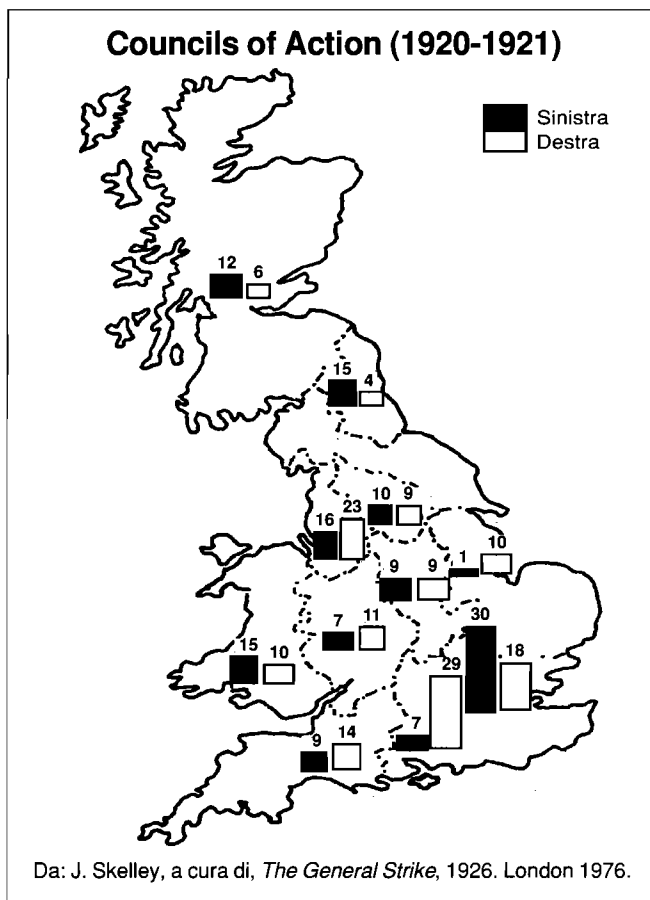 Councils of Action (1920-1921)
Sinistra
Destra
12 6
15 4
10 9
16 23
1 10
9 9
7 11
30 18
15 10
7 29
9 14
Da: J. Skelley, a cura di, The General Strike, 1926. London 1976.